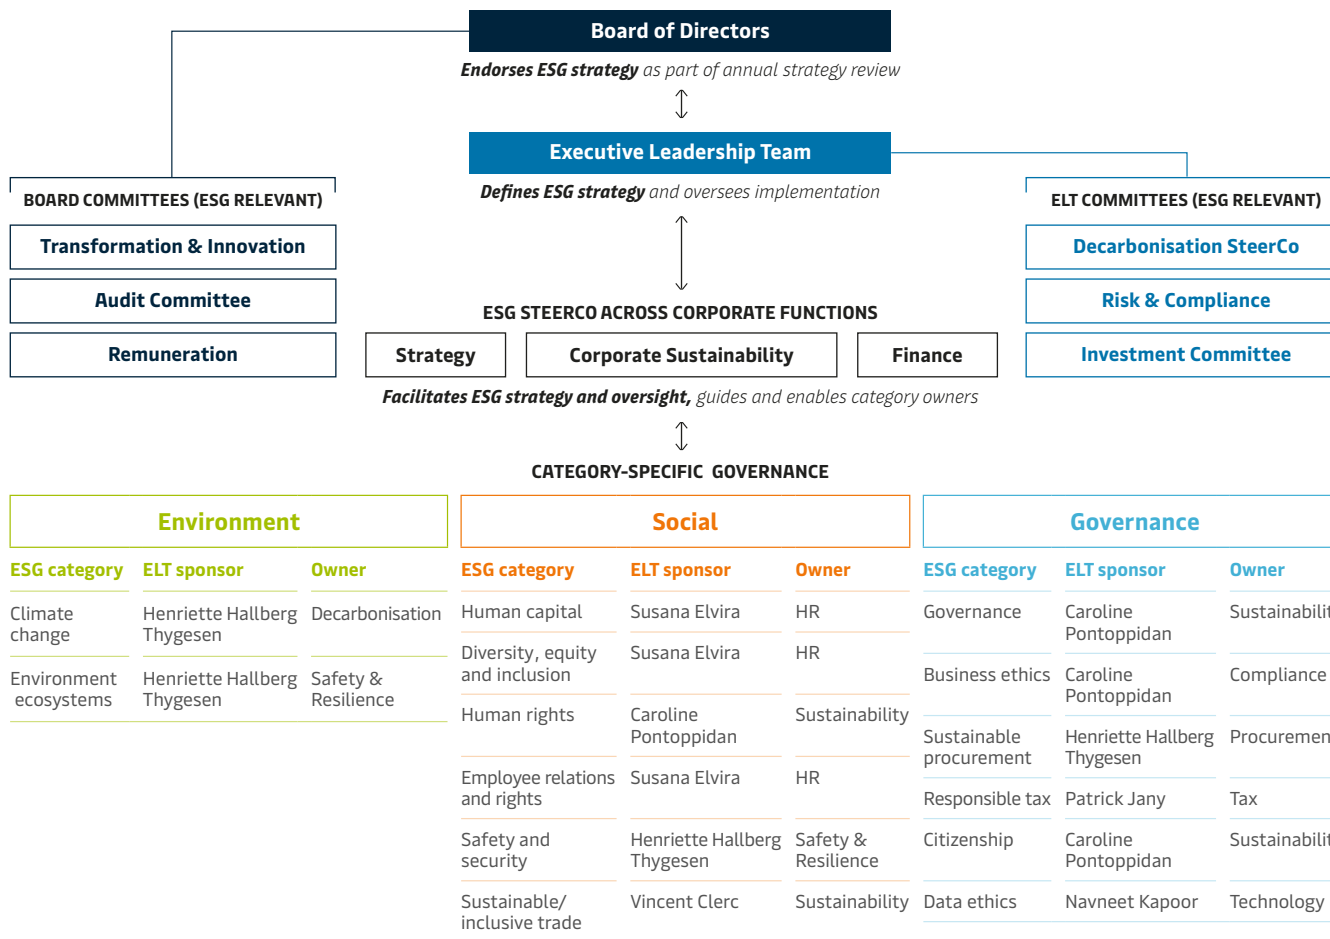 Board of Directors
Endorses ESG strategy as part of annual strategy review
Executive Leadership Team
Defines ESG strategy and oversees implementation
BOARD COMMITTEES (ESG RELEVANT)
Transformation & Innovation
Audit Committee
Remuneration
ELT COMMITTEES (ESG RELEVANT)
Decarbonisation SteerCo
Risk & Compliance
Investment Committee
ESG STEERCO ACROSS CORPORATE FUNCTIONS
Strategy
Corporate Sustainability
Finance
Facilitates ESG strategy and oversight, guides and enables category owners
CATEGORY-SPECIFIC GOVERNANCE
Environment
ESG category ELT sponsor Owner
Climate Henriette Hallberg Decarbonisation
change Thygesen
Environment Henriette Hallberg Safety &
ecosystems Thygesen Resilience
Social
ESG category ELT sponsor Owner
Human capital Susana Elvira HR
Diversity, equity Susana Elvira HR
and inclusion
Human rights Caroline Sustainability
Pontoppidan
Employee relations Susana Elvira HR
and rights
Safety and Henriette Hallberg Safety &
security Thygesen Resilience
Sustainable/ Vincent Clerc Sustainability
inclusive trade
Governance
ESG category ELT sponsor Owner
Governance Caroline Sustainabilit
Pontoppidan
Business ethics Caroline Compliance
Pontoppidan
Sustainable Henriette Hallberg Procuremen
procurement Thygesen
Responsible tax Patrick Jany Tax
Citizenship Caroline Sustainabilit
Pontoppidan
Data ethics Navneet Kapoor Technology